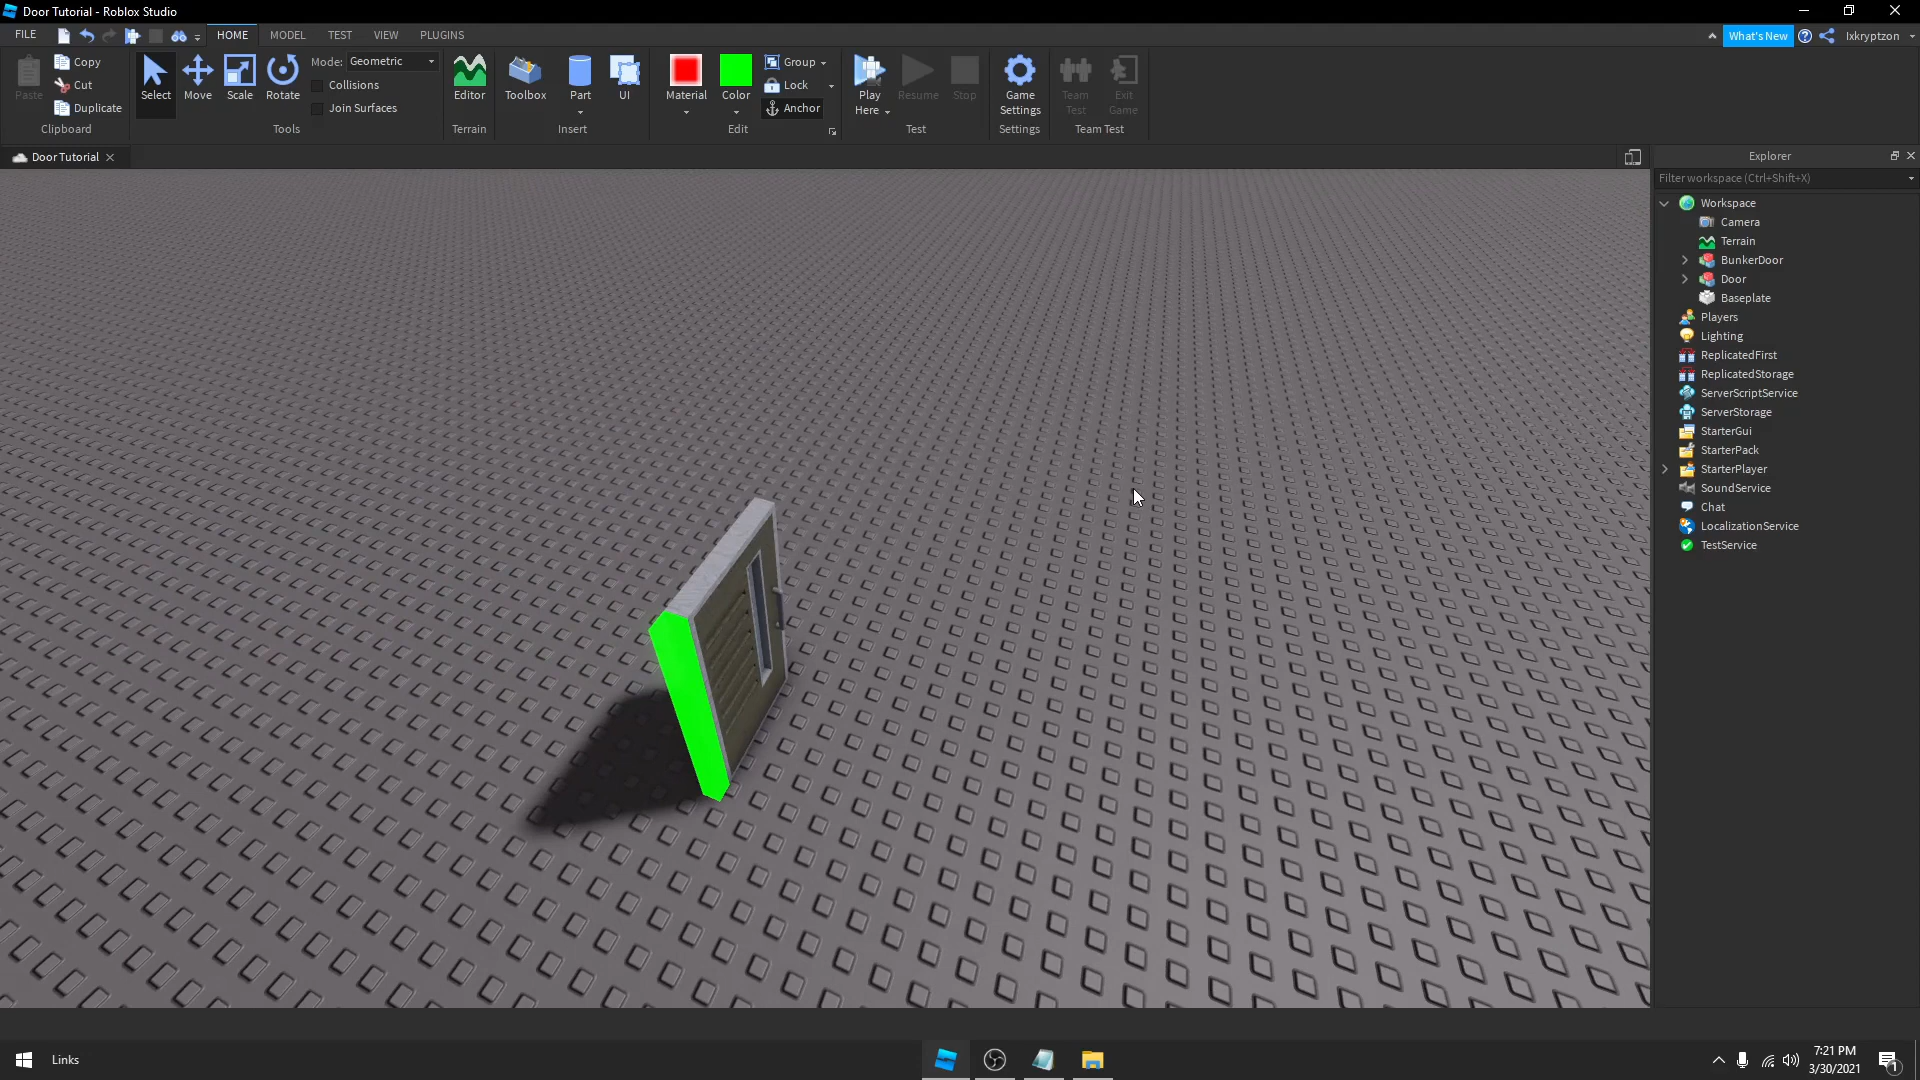 Door Tutorial - Roblox Studio
FILE
HOME
MODEL
TEST
VIEW
PLUGINS
What's New
Ixkryptzon
Paste
Copy
Cut
Duplicate
Clipboard
Select
Move
Scale
Rotate
Mode: Geometric
Collisions
Join Surfaces
Tools
Editor
Terrain
Toolbox
Part
UI
Insert
Material
Color
Group
Lock
Anchor
Edit
Play
Here
Resume
Stop
Test
Game
Settings
Settings
Team
Test
Exit
Game
Team Test
Door Tutorial
Explorer
Filter workspace (Ctrl+Shift+X)
Workspace
Camera
Terrain
BunkerDoor
Door
Baseplate
Players
Lighting
ReplicatedFirst
ReplicatedStorage
ServerScriptService
ServerStorage
StarterGui
StarterPack
StarterPlayer
SoundService
Chat
LocalizationService
TestService
Links
7:21 PM
3/30/2021
1